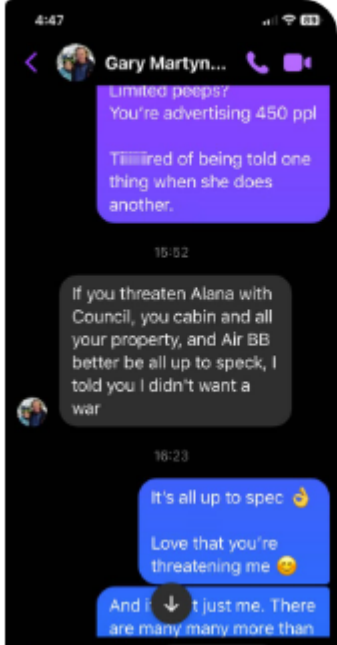 4:47
Gary Martyn...
Limited peeps?
You're advertising 450 ppl
Tiiiiiired of being told one
thing when she does
another.
15:52
If you threaten Alana with
Council, you cabin and all
your property, and Air BB
better be all up to speck, I
told you I didn't want a
war
16:23
It's all up to spec 👌
Love that you're
threatening me 😊
And i t just me. There
are many many more than